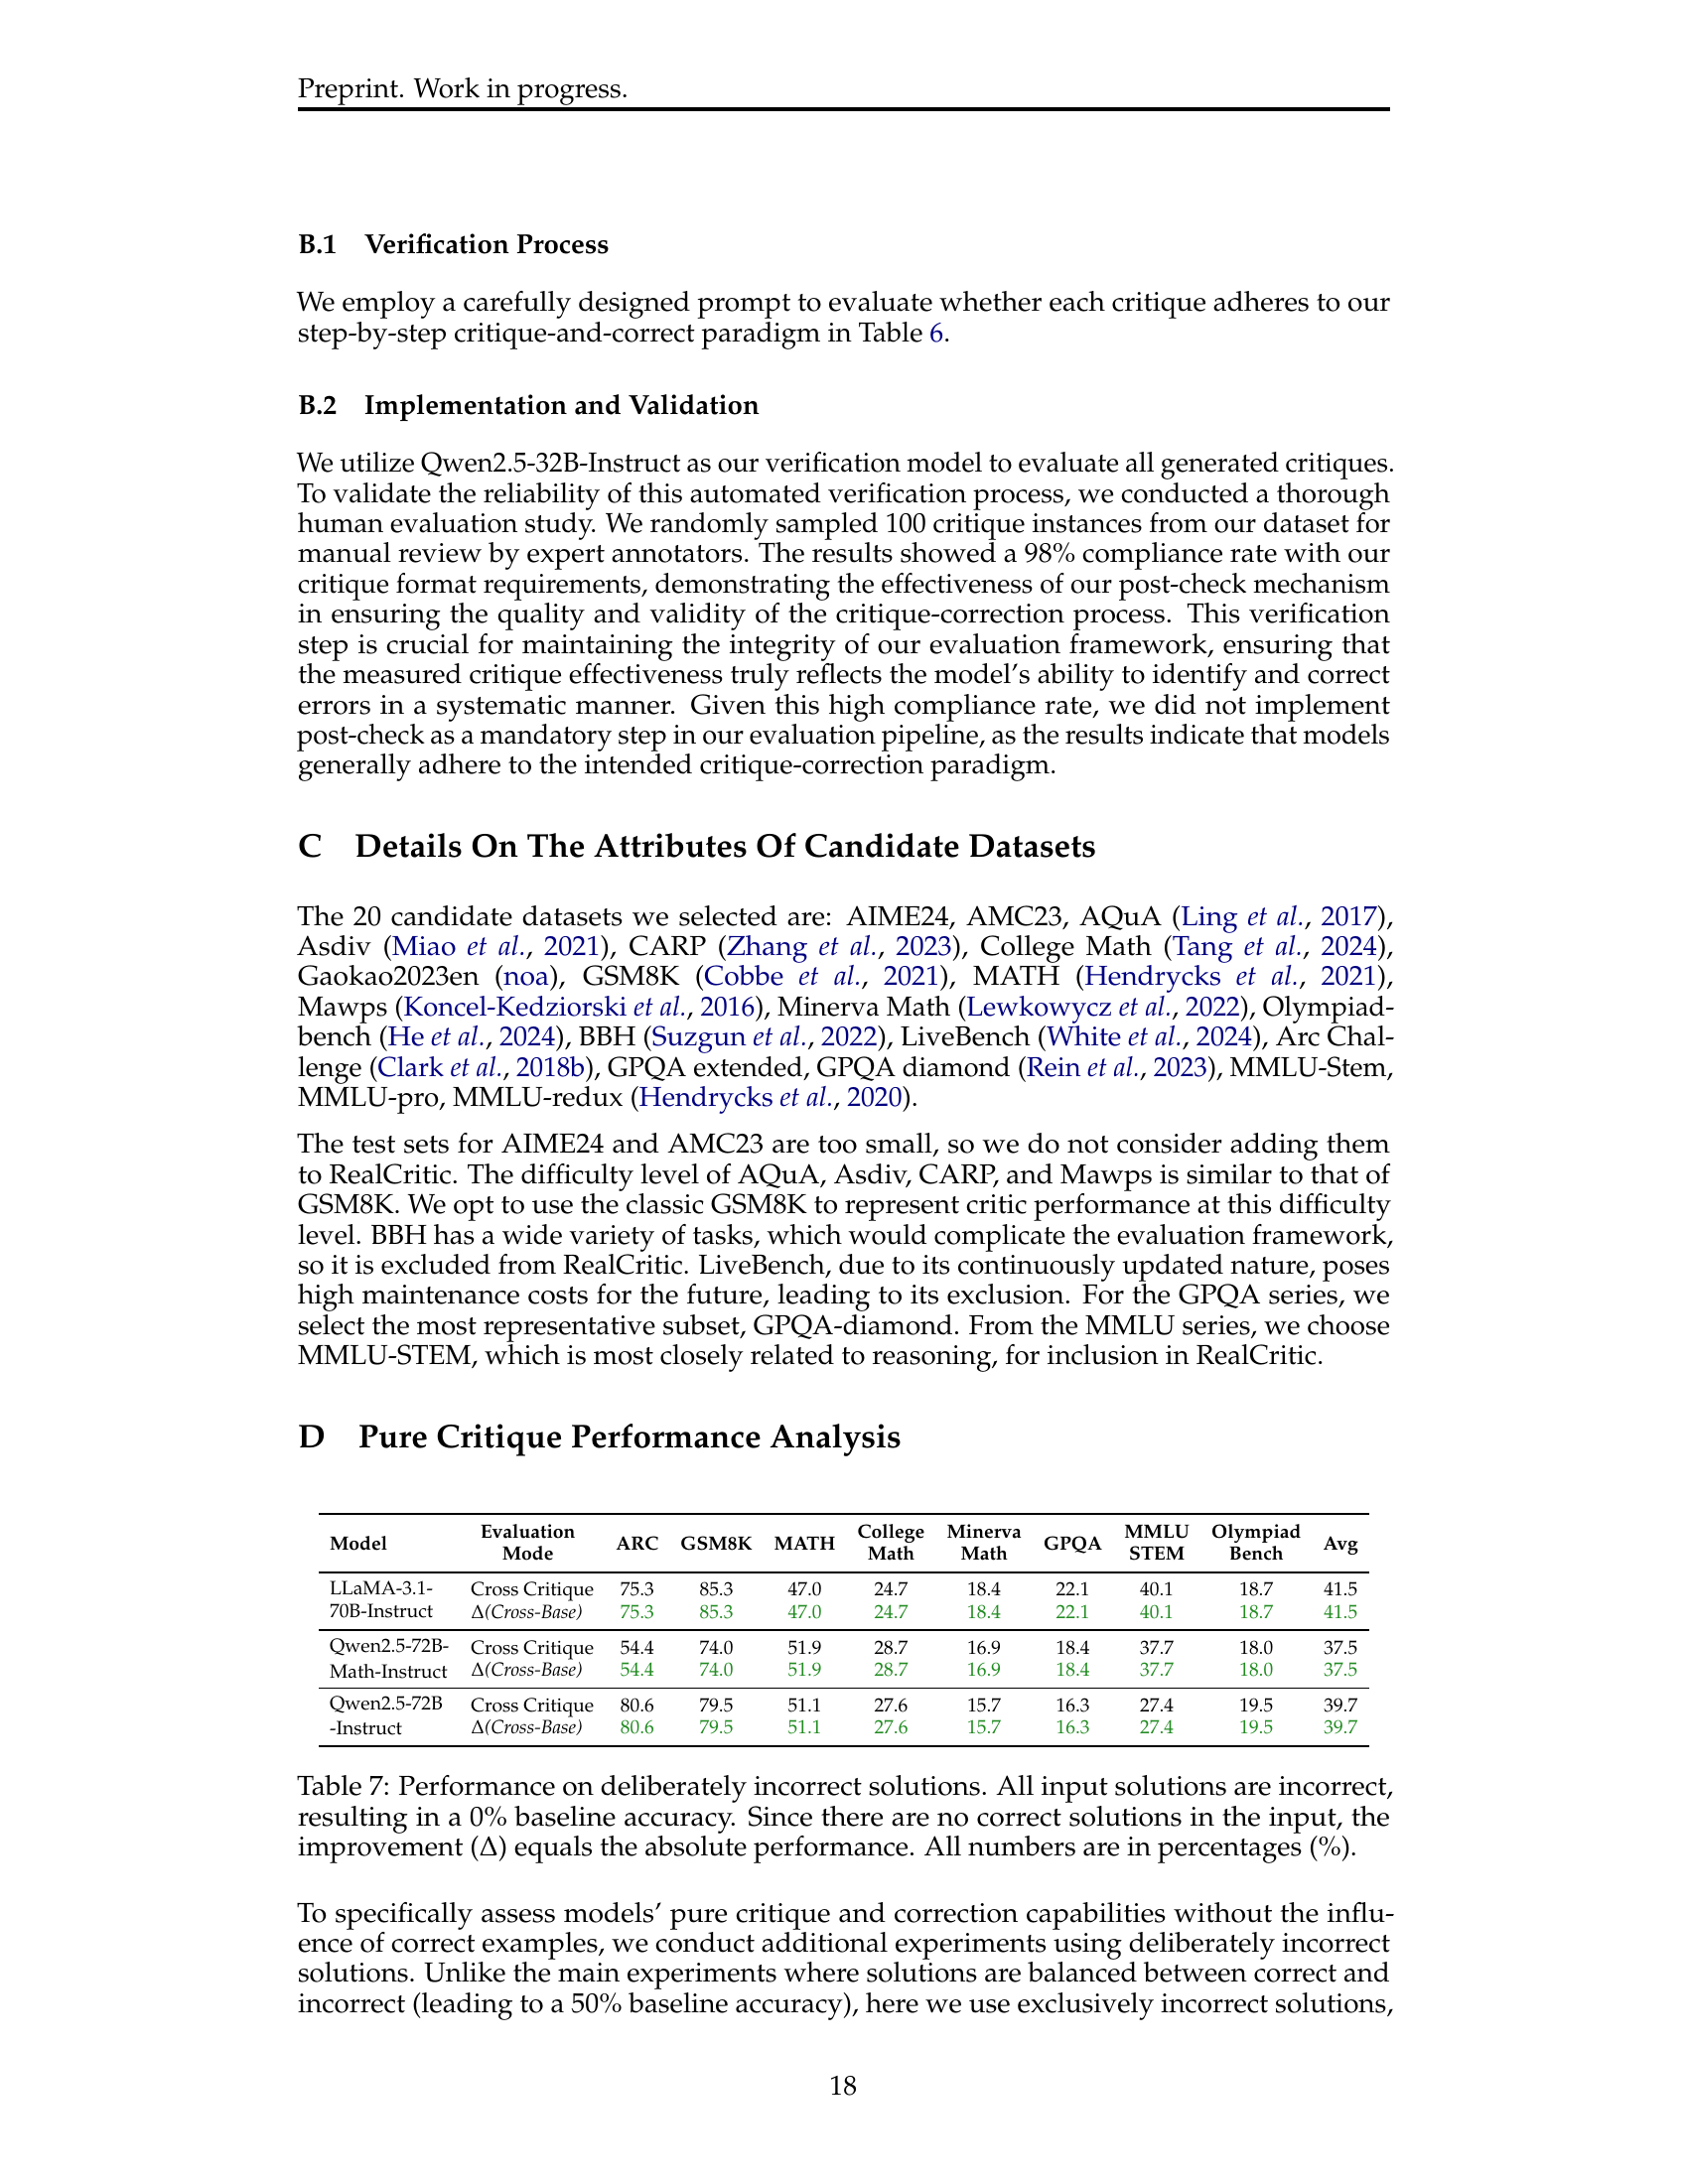 Preprint. Work in progress.
B.1 Verification Process
We employ a carefully designed prompt to evaluate whether each critique adheres to our
step-by-step critique-and-correct paradigm in Table 6.
B.2 Implementation and Validation
We utilize Qwen2.5-32B-Instruct as our verification model to evaluate all generated critiques.
To validate the reliability of this automated verification process, we conducted a thorough
human evaluation study. We randomly sampled 100 critique instances from our dataset for
manual review by expert annotators. The results showed a 98% compliance rate with our
critique format requirements, demonstrating the effectiveness of our post-check mechanism
in ensuring the quality and validity of the critique-correction process. This verification
step is crucial for maintaining the integrity of our evaluation framework, ensuring that
the measured critique effectiveness truly reflects the model's ability to identify and correct
errors in a systematic manner. Given this high compliance rate, we did not implement
post-check as a mandatory step in our evaluation pipeline, as the results indicate that models
generally adhere to the intended critique-correction paradigm.
C Details On The Attributes Of Candidate Datasets
The 20 candidate datasets we selected are: AIME24, AMC23, AQuA (Ling et al., 2017),
Asdiv (Miao et al., 2021), CARP (Zhang et al., 2023), College Math (Tang et al., 2024),
Gaokao2023en (noa), GSM8K (Cobbe et al., 2021), MATH (Hendrycks et al., 2021),
Mawps (Koncel-Kedziorski et al., 2016), Minerva Math (Lewkowycz et al., 2022), Olympiad-
bench (He et al., 2024), BBH (Suzgun et al., 2022), LiveBench (White et al., 2024), Arc Chal-
lenge (Clark et al., 2018b), GPQA extended, GPQA diamond (Rein et al., 2023), MMLU-Stem,
MMLU-pro, MMLU-redux (Hendrycks et al., 2020).
The test sets for AIME24 and AMC23 are too small, so we do not consider adding them
to RealCritic. The difficulty level of AQuA, Asdiv, CARP, and Mawps is similar to that of
GSM8K. We opt to use the classic GSM8K to represent critic performance at this difficulty
level. BBH has a wide variety of tasks, which would complicate the evaluation framework,
so it is excluded from RealCritic. LiveBench, due to its continuously updated nature, poses
high maintenance costs for the future, leading to its exclusion. For the GPQA series, we
select the most representative subset, GPQA-diamond. From the MMLU series, we choose
MMLU-STEM, which is most closely related to reasoning, for inclusion in RealCritic.
D Pure Critique Performance Analysis
Model Evaluation Mode ARC GSM8K MATH College Math Minerva Math GPQA MMLU STEM Olympiad Bench Avg
LLaMA-3.1- Cross Critique 75.3 85.3 47.0 24.7 18.4 22.1 40.1 18.7 41.5
70B-Instruct Δ(Cross-Base) 75.3 85.3 47.0 24.7 18.4 22.1 40.1 18.7 41.5
Qwen2.5-72B- Cross Critique 54.4 74.0 51.9 28.7 16.9 18.4 37.7 18.0 37.5
Math-Instruct Δ(Cross-Base) 54.4 74.0 51.9 28.7 16.9 18.4 37.7 18.0 37.5
Qwen2.5-72B Cross Critique 80.6 79.5 51.1 27.6 15.7 16.3 27.4 19.5 39.7
-Instruct Δ(Cross-Base) 80.6 79.5 51.1 27.6 15.7 16.3 27.4 19.5 39.7
Table 7: Performance on deliberately incorrect solutions. All input solutions are incorrect,
resulting in a 0% baseline accuracy. Since there are no correct solutions in the input, the
improvement (Δ) equals the absolute performance. All numbers are in percentages (%).
To specifically assess models' pure critique and correction capabilities without the influ-
ence of correct examples, we conduct additional experiments using deliberately incorrect
solutions. Unlike the main experiments where solutions are balanced between correct and
incorrect (leading to a 50% baseline accuracy), here we use exclusively incorrect solutions,
18